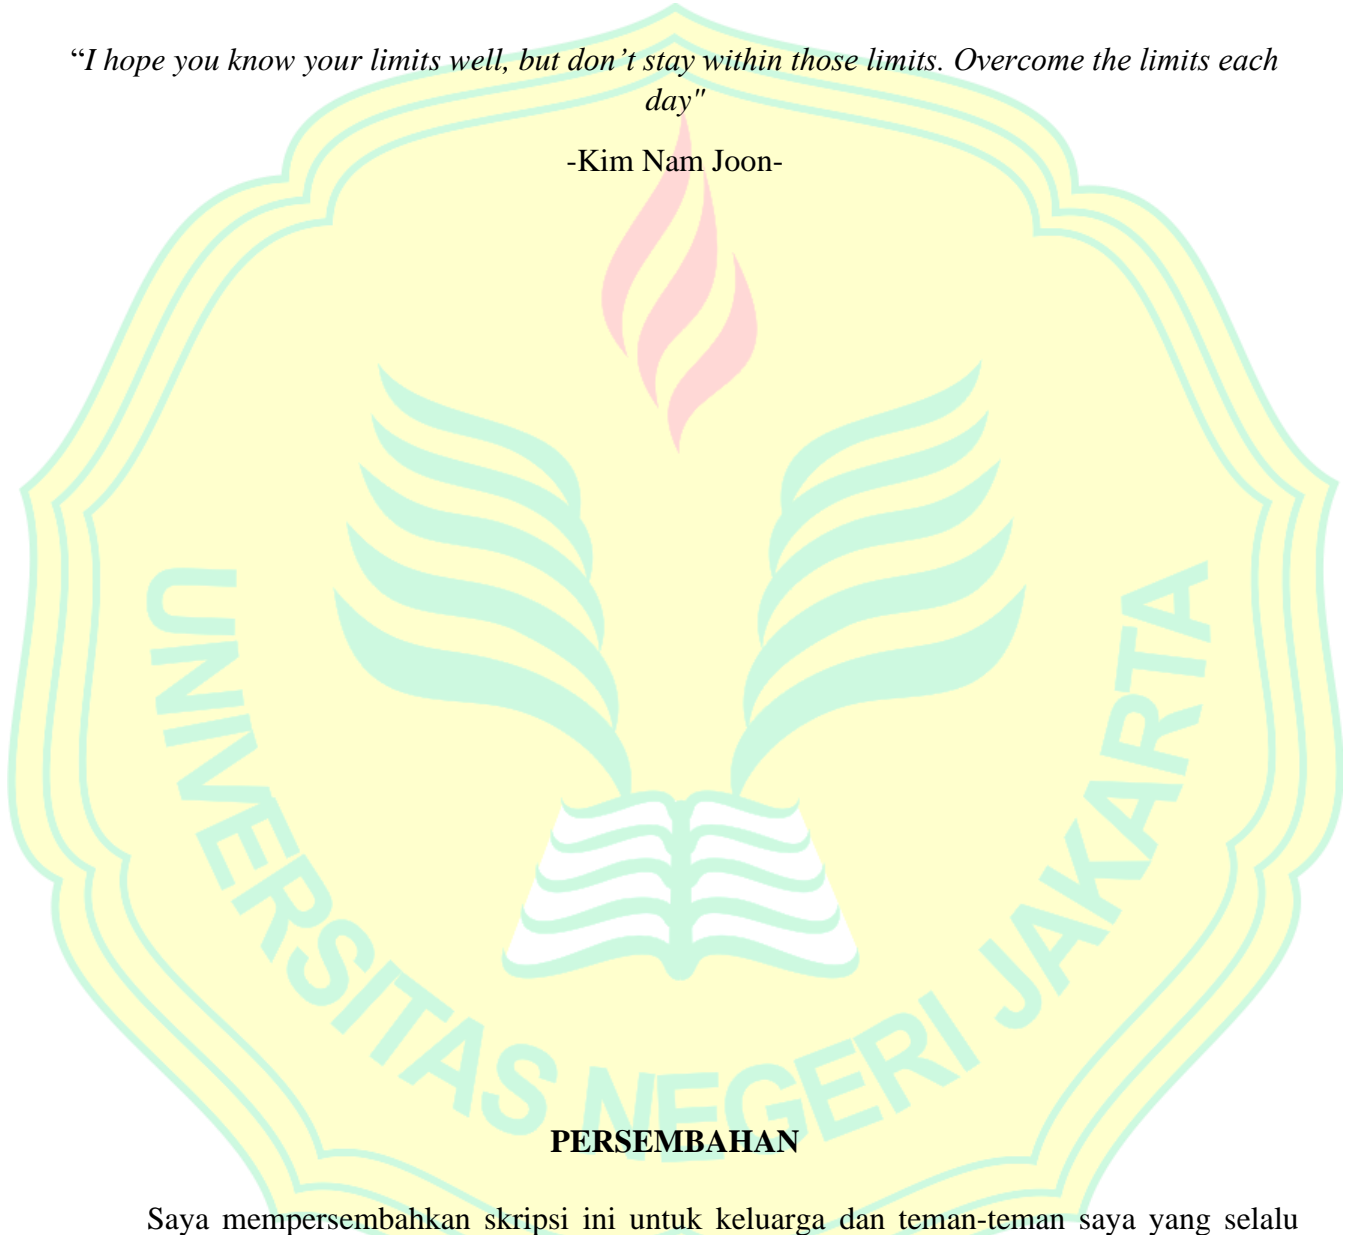 “I hope you know your limits well, but don’t stay within those limits. Overcome the limits each
day"
-Kim Nam Joon-
UNIVERSITAS NEGERI JAKARTA
PERSEMBAHAN
Saya mempersembahkan skripsi ini untuk keluarga dan teman-teman saya yang selalu